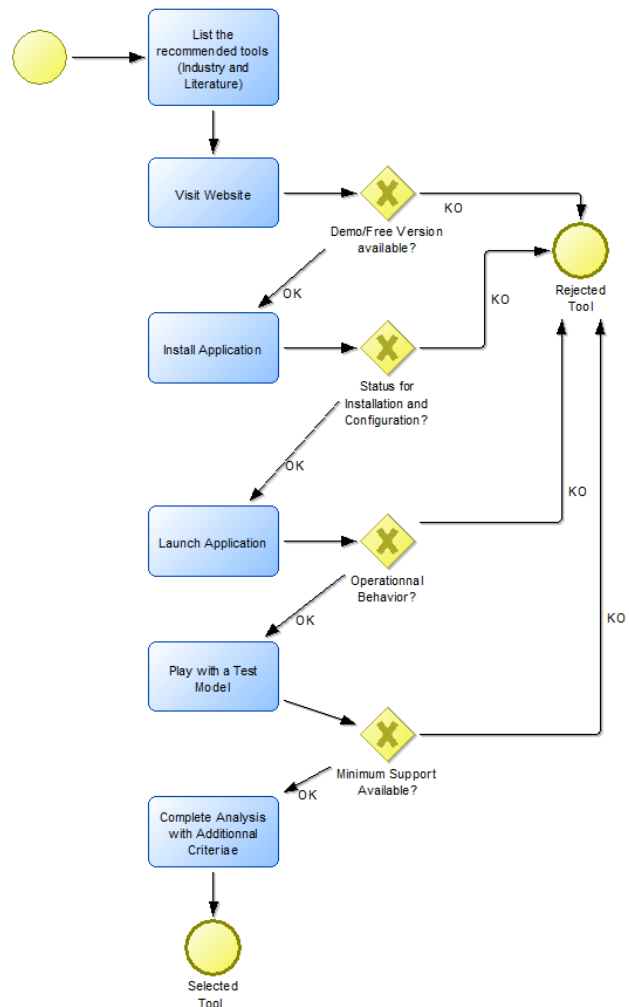 List the
recommended tools
(Industry and
Literature)
Visit Website
KO
Demo/Free Version
available?
Rejected
Tool
OK
KO
Install Application
Status for
Installation and
Configuration?
OK
KO
Launch Application
Operationnal
Behavior?
OK
KO
Play with a Test
Model
Minimum Support
Available?
OK
Complete Analysis
with Additionnal
Criteriae
Selected
Tool